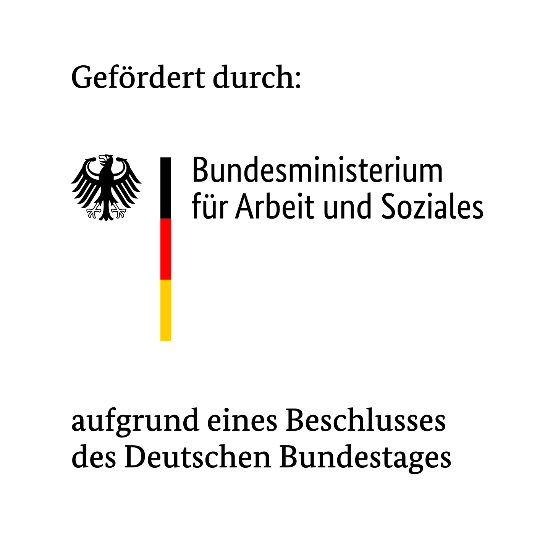 Gefördert durch:
Bundesministerium
für Arbeit und Soziales
aufgrund eines Beschlusses
des Deutschen Bundestages